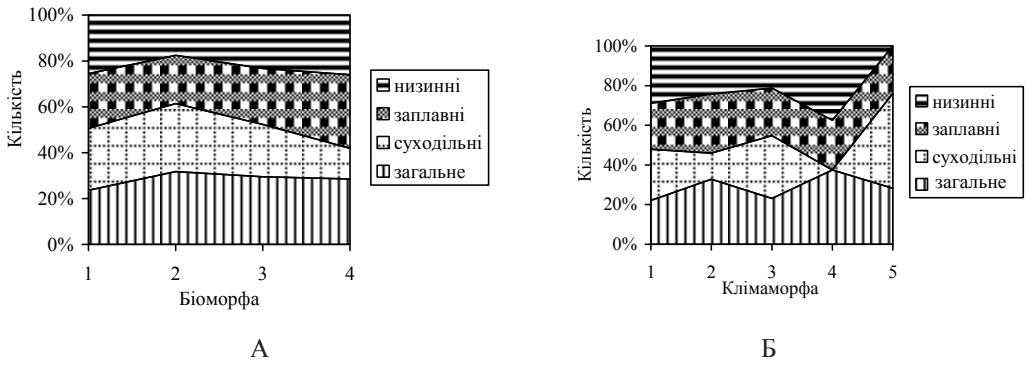 100%
80%
60%
40%
20%
0%
Кількість
1 2 3 4
Біоморфа
низинні
заплавні
суходільні
загальне
А
100%
80%
60%
40%
20%
0%
Кількість
1 2 3 4 5
Клімаморфа
низинні
заплавні
суходільні
загальне
Б